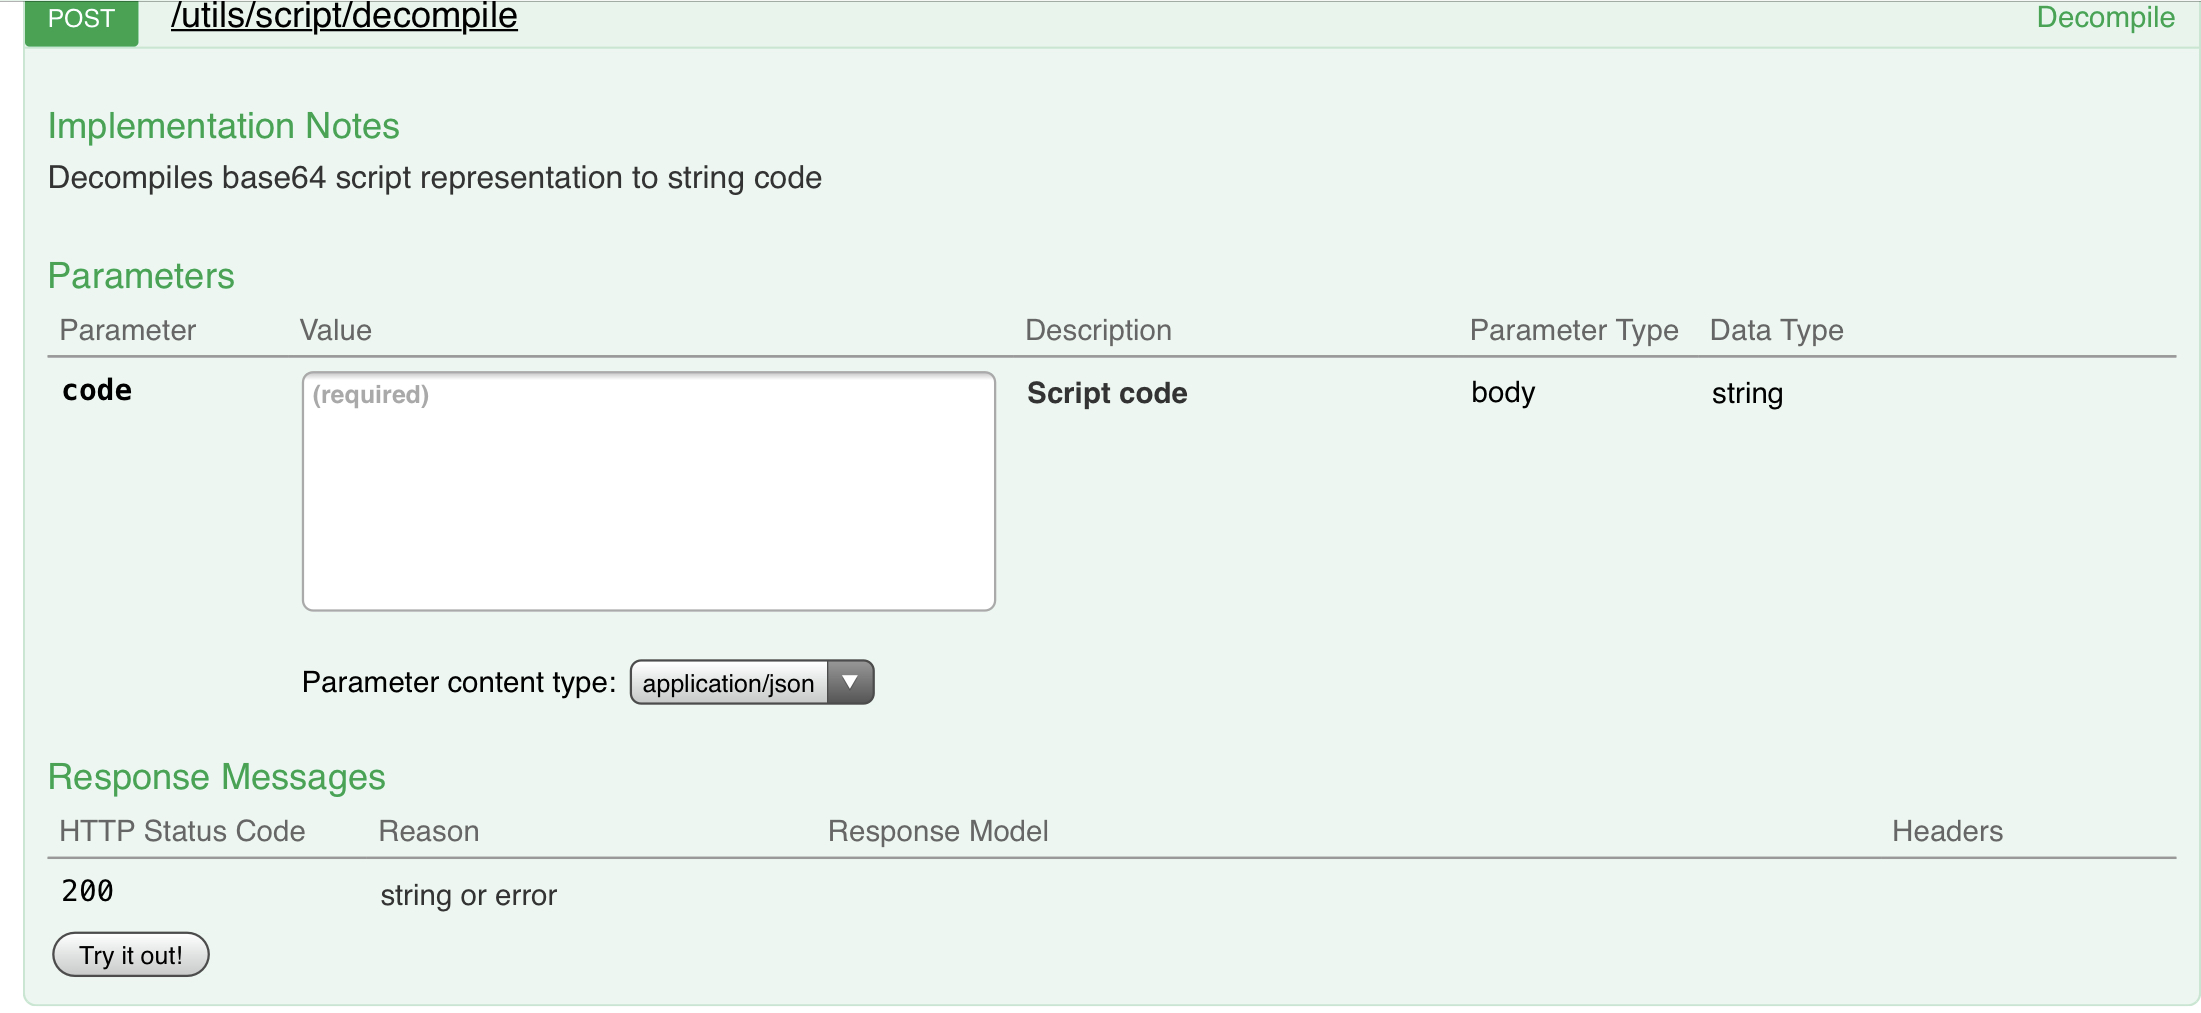 POST /utils/script/decompile Decompile
Implementation Notes
Decompiles base64 script representation to string code
Parameters
Parameter Value Description Parameter Type Data Type
code (required) Script code body string
Parameter content type: application/json
Response Messages
HTTP Status Code Reason Response Model Headers
200 string or error
Try it out!